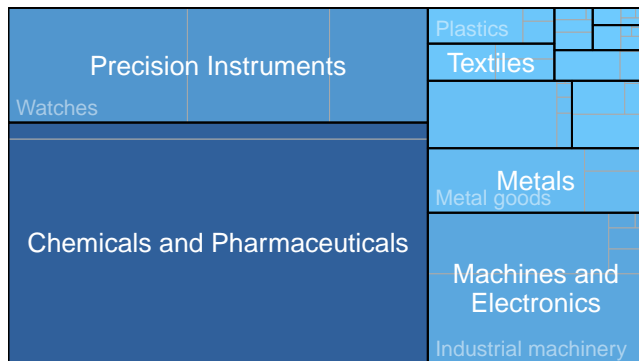 Precision Instruments
Watches
Chemicals and Pharmaceuticals
Plastics
Textiles
Metals
Metal goods
Machines and
Electronics
Industrial machinery